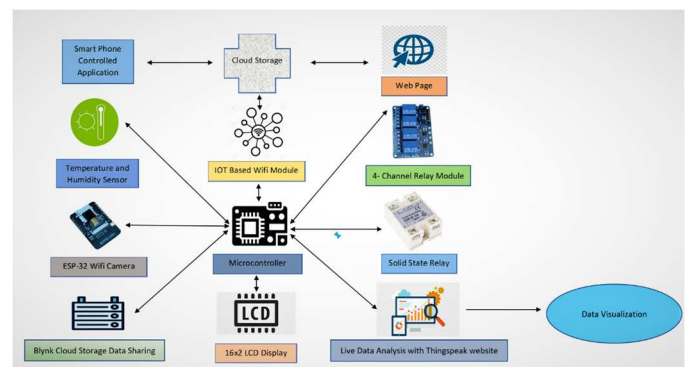 Smart Phone
Controlled
Application
Cloud Storage
Web Page
Temperature and
Humidity Sensor
IOT Based Wifi Module
4- Channel Relay Module
ESP-32 Wifi Camera
Microcontroller
Solid State Relay
LCD
Data Visualization
Blynk Cloud Storage Data Sharing
16x2 LCD Display
Live Data Analysis with Thingspeak website